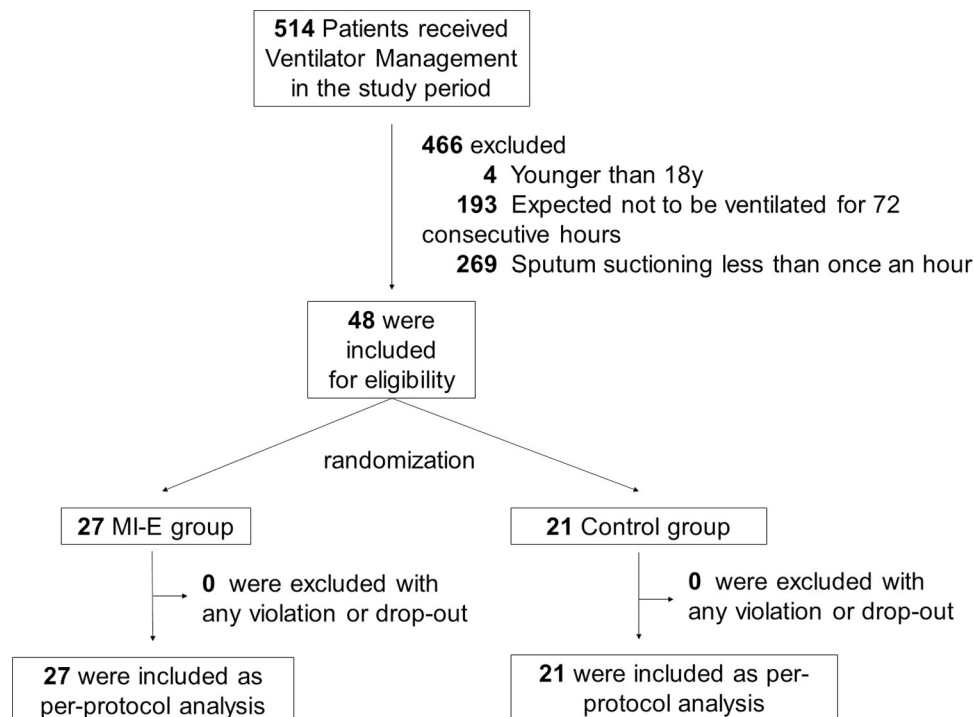 514 Patients received
Ventilator Management
in the study period
466 excluded
4 Younger than 18y
193 Expected not to be ventilated for 72
consecutive hours
269 Sputum suctioning less than once an hour
48 were
included
for eligibility
randomization
27 MI-E group
21 Control group
0 were excluded with
any violation or drop-out
0 were excluded with
any violation or drop-out
27 were included as
per-protocol analysis
21 were included as per-
protocol analysis